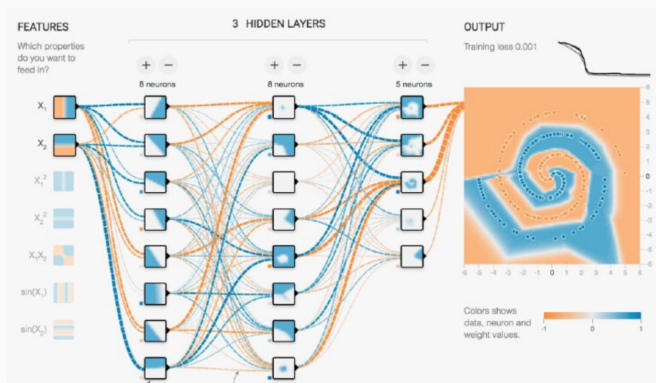 FEATURES
Which properties
do you want to
feed in?
X₁
X₂
X₁²
X₂²
X₁X₂
sin(X₁)
sin(X₂)
3 HIDDEN LAYERS
+ −
8 neurons
+ −
8 neurons
+ −
5 neurons
OUTPUT
Training loss 0.001
6
5
4
3
2
1
0
-1
-2
-3
-4
-5
-6
-6 -5 -4 -3 -2 -1 0 1 2 3 4 5 6
Colors shows
data, neuron and
weight values.
-1 0 1